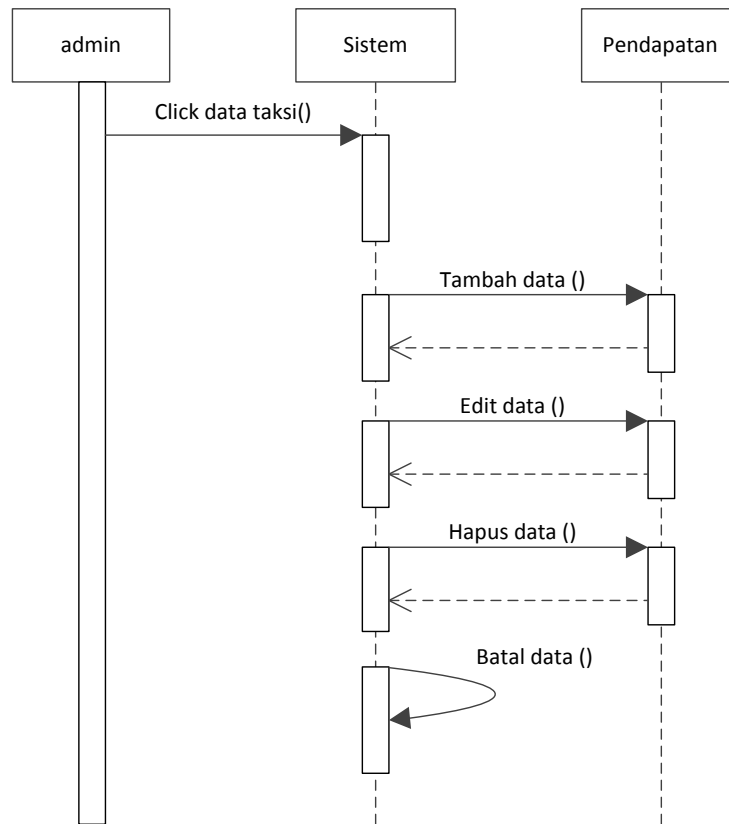 admin
Sistem
Pendapatan
Click data taksi()
Tambah data ()
Edit data ()
Hapus data ()
Batal data ()